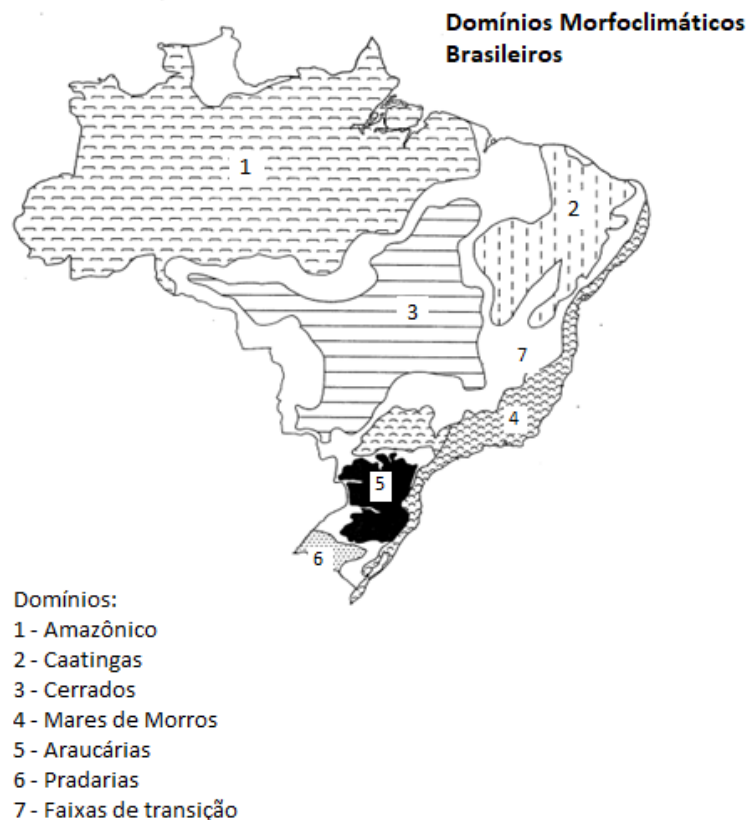 Domínios Morfoclimáticos
Brasileiros
1
2
3
7
4
5
6
Domínios:
1 - Amazônico
2 - Caatingas
3 - Cerrados
4 - Mares de Morros
5 - Araucárias
6 - Pradarias
7 - Faixas de transição